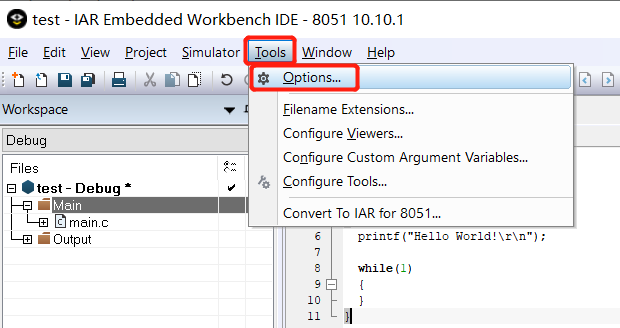 test - IAR Embedded Workbench IDE - 8051 10.10.1
File Edit View Project Simulator Tools Window Help
Options...
Workspace
Filename Extensions...
Debug
Configure Viewers...
Files
Configure Custom Argument Variables...
test - Debug *
Configure Tools...
Main
Convert To IAR for 8051...
main.c
6 printf("Hello World!\r\n");
Output
7
8 while(1)
9 {
10 }
11 }